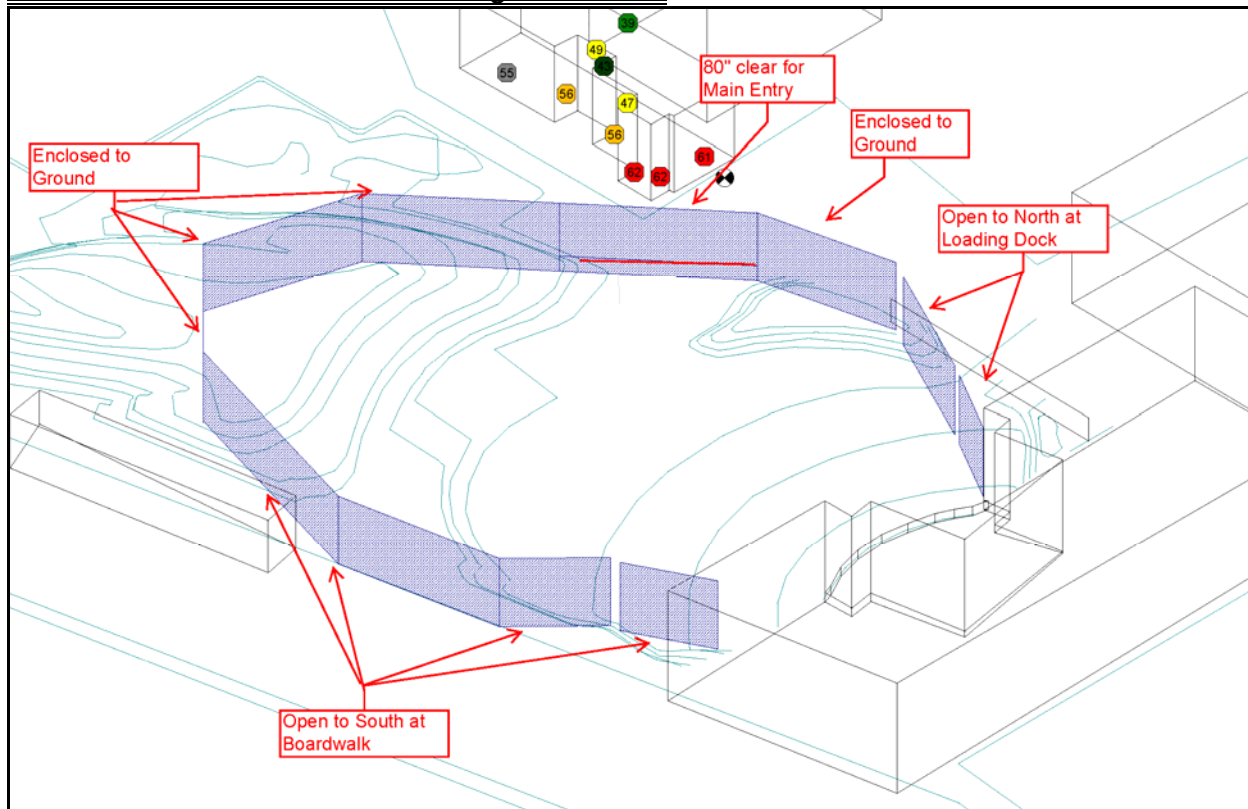 39
49
43
55
56
47
56
62
62
61
80" clear for
Main Entry
Enclosed to
Ground
Enclosed to
Ground
Open to North at
Loading Dock
Open to South at
Boardwalk